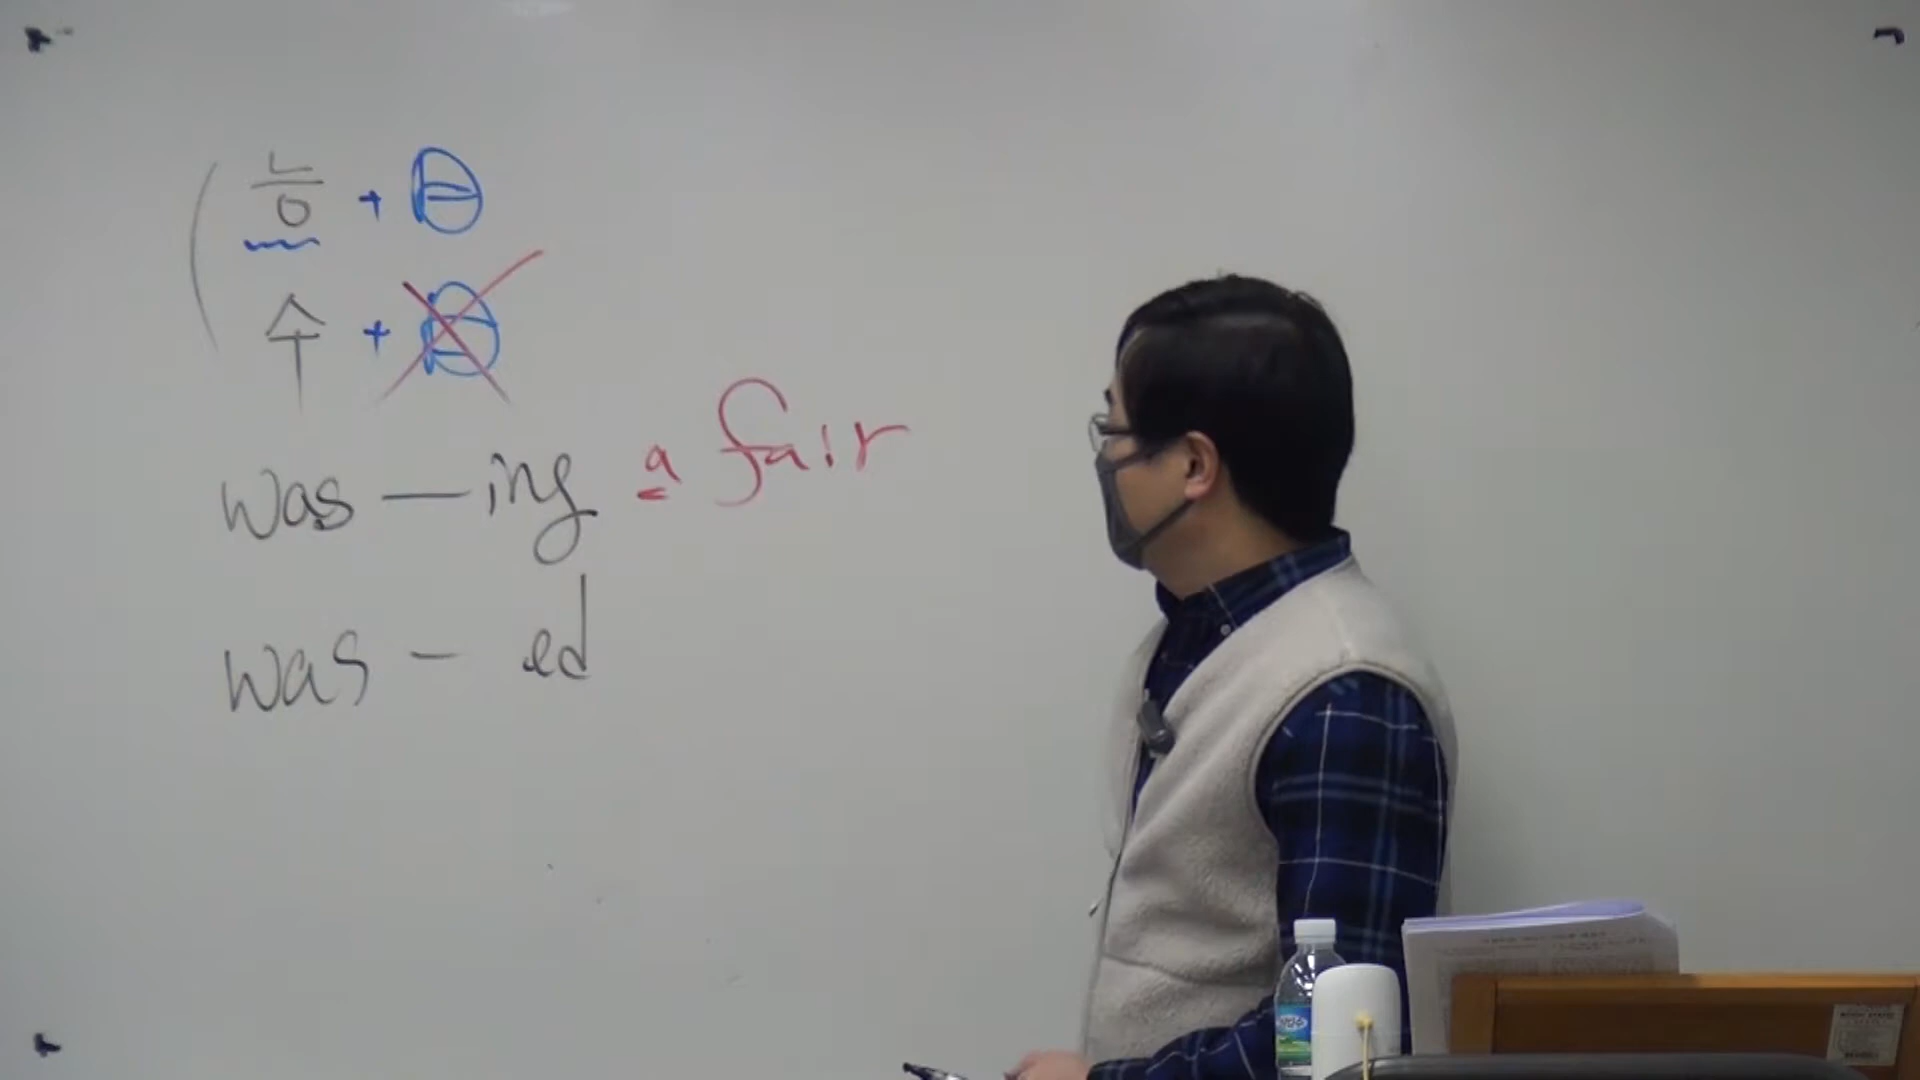 ( 능 + ㉤
수 + ㉤
was — ing a fair
was — ed